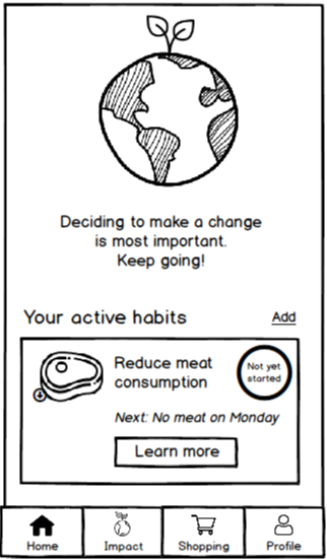 Deciding to make a change
is most important.
Keep going!
Your active habits
Add
Reduce meat
consumption
Not yet
started
Next: No meat on Monday
Learn more
Home
Impact
Shopping
Profile